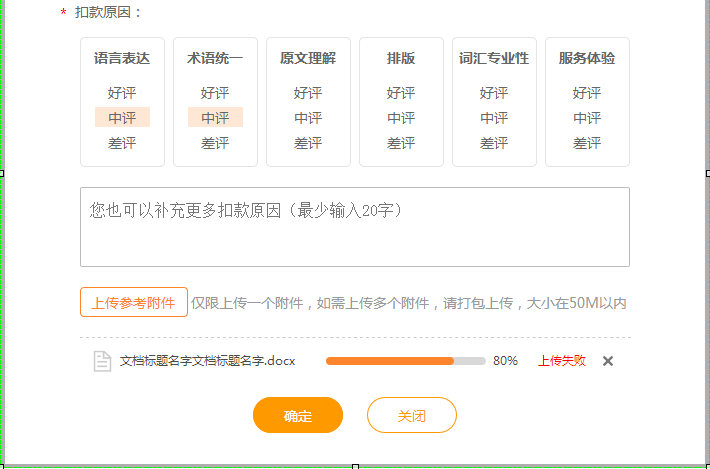 * 扣款原因：
语言表达 术语统一 原文理解 排版 词汇专业性 服务体验
好评 好评 好评 好评 好评 好评
中评 中评 中评 中评 中评 中评
差评 差评 差评 差评 差评 差评
您也可以补充更多扣款原因（最少输入20字）
上传参考附件 仅限上传一个附件，如需上传多个附件，请打包上传，大小在50M以内
文档标题名字文档标题名字.docx 80% 上传失败
确定 关闭